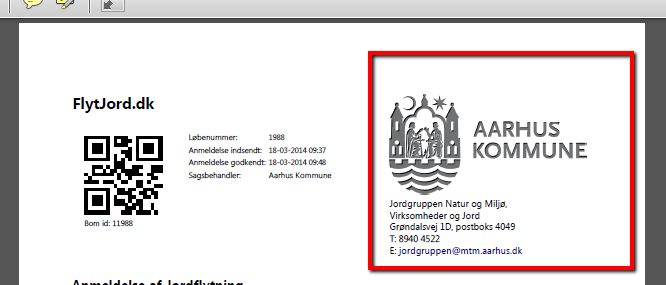 FlytJord.dk
Løbenummer: 1988
Anmeldelse indsendt: 18-03-2014 09:37
Anmeldelse godkendt: 18-03-2014 09:48
Sagsbehandler: Aarhus Kommune
Bom id: 11988
AARHUS
KOMMUNE
Jordgruppen Natur og Miljø,
Virksomheder og Jord
Grøndalsvej 1D, postboks 4049
T: 8940 4522
E: jordgruppen@mtm.aarhus.dk
Anmeldelse af Jordflytning